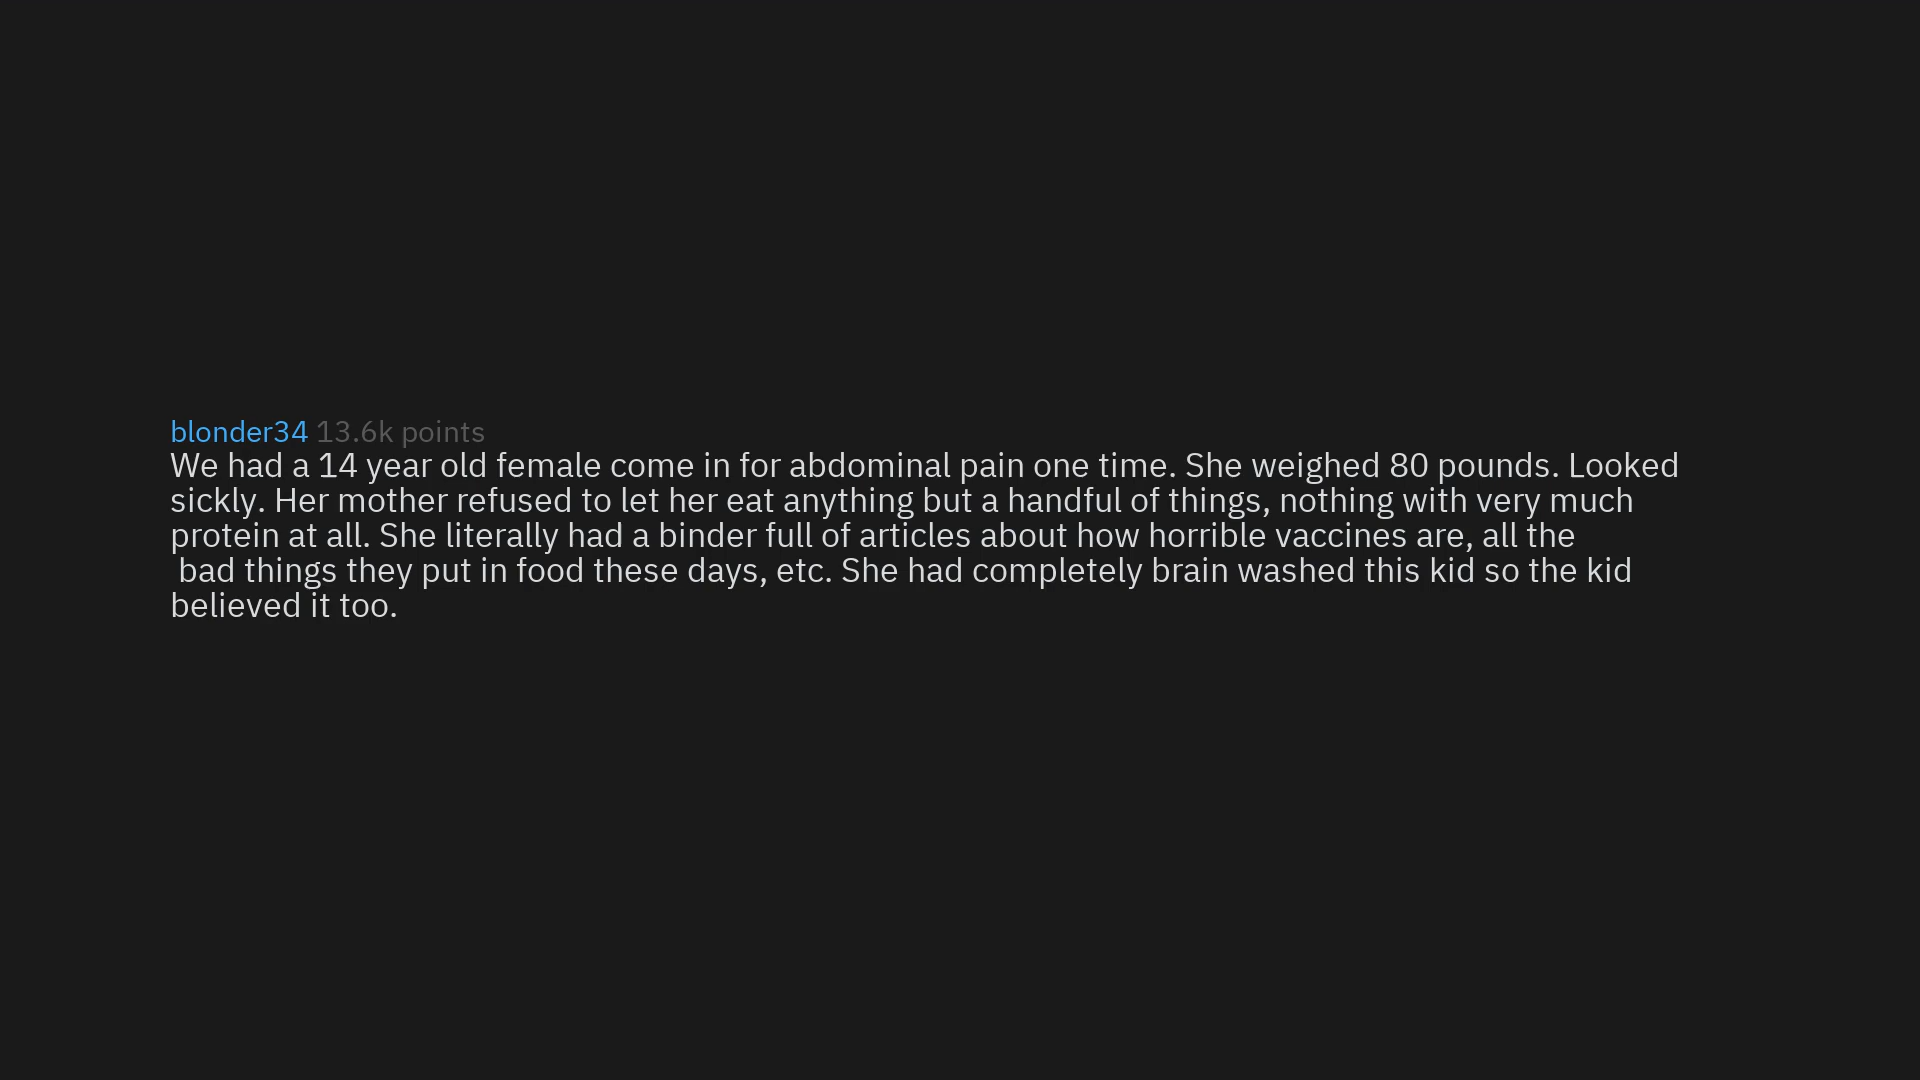 blonder34 13.6k points
We had a 14 year old female come in for abdominal pain one time. She weighed 80 pounds. Looked
sickly. Her mother refused to let her eat anything but a handful of things, nothing with very much
protein at all. She literally had a binder full of articles about how horrible vaccines are, all the
bad things they put in food these days, etc. She had completely brain washed this kid so the kid
believed it too.